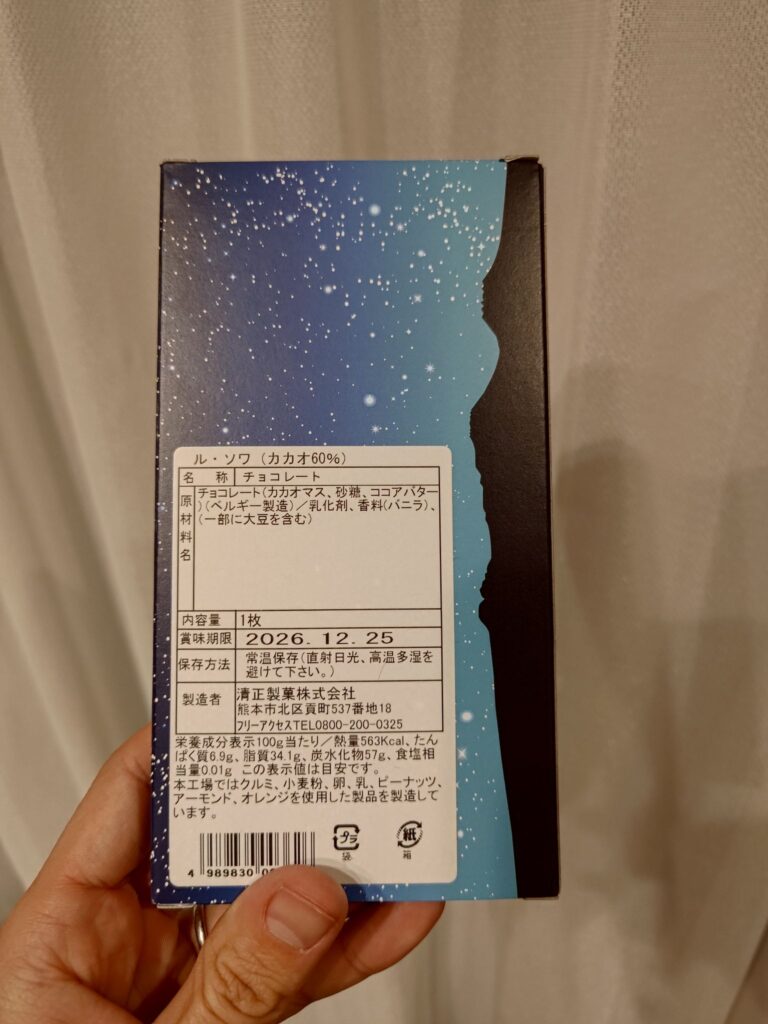 ル・ソワ（カカオ60%）
名称 チョコレート
原材料名 チョコレート(カカオマス、砂糖、ココアバター
)(ベルギー製造)／乳化剤、香料(バニラ)、
(一部に大豆を含む)
内容量 1枚
賞味期限 2026. 12. 25
保存方法 常温保存(直射日光、高温多湿を
避けて下さい。)
製造者 清正製菓株式会社
熊本市北区貢町537番地18
フリーアクセスTEL0800-200-0325
栄養成分表示100g当たり／熱量563Kcal、たん
ぱく質6.9g、脂質34.1g、炭水化物57g、食塩相
当量0.01g この表示値は目安です。
本工場ではクルミ、小麦粉、卵、乳、ピーナッツ、
アーモンド、オレンジを使用した製品を製造して
います。
プラ 紙
袋 箱
4 989830